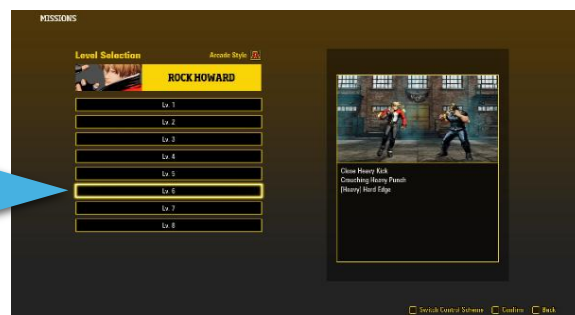 MISSIONS
Level Selection
Arcade Style
ROCK HOWARD
Lv. 1
Lv. 2
Lv. 3
Lv. 4
Lv. 5
Lv. 6
Lv. 7
Lv. 8
Close Heavy Kick
Crouching Heavy Punch
[Heavy] Hard Edge
Switch Control Scheme Confirm Back